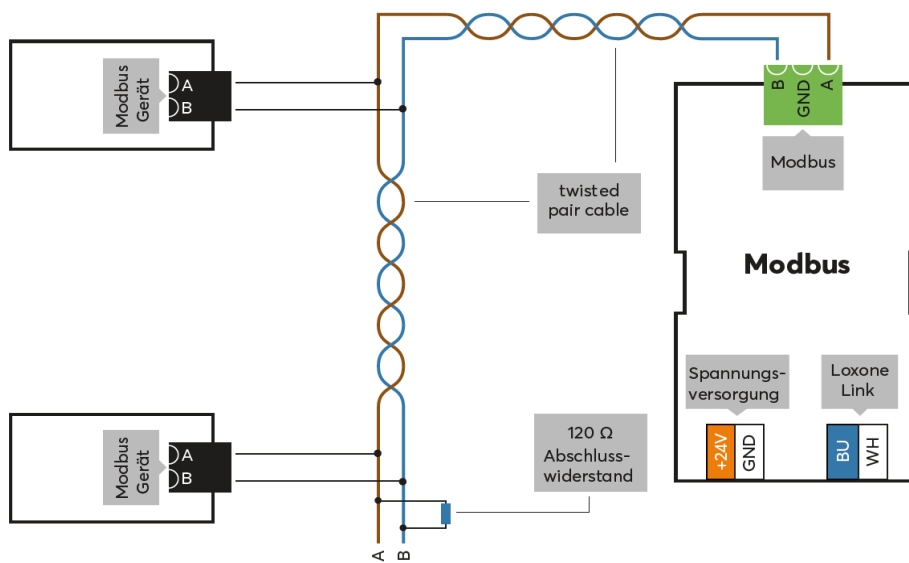 Modbus
Gerät
A
B
B
GND
A
Modbus
twisted
pair cable
Modbus
Spannungs-
versorgung
Loxone
Link
+24V
GND
BU
WH
Modbus
Gerät
A
B
120 Ω
Abschluss-
widerstand
A
B